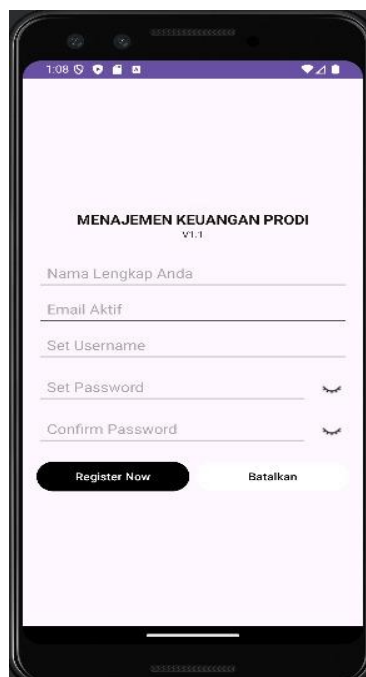 1:08
MENAJEMEN KEUANGAN PRODI
V1.1
Nama Lengkap Anda
Email Aktif
Set Username
Set Password
Confirm Password
Register Now Batalkan